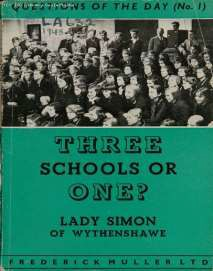 QUESTIONS OF THE DAY (No. 1)
THREE
SCHOOLS OR
ONE?
LADY SIMON
OF WYTHENSHAWE
FREDERICK MULLER LTD